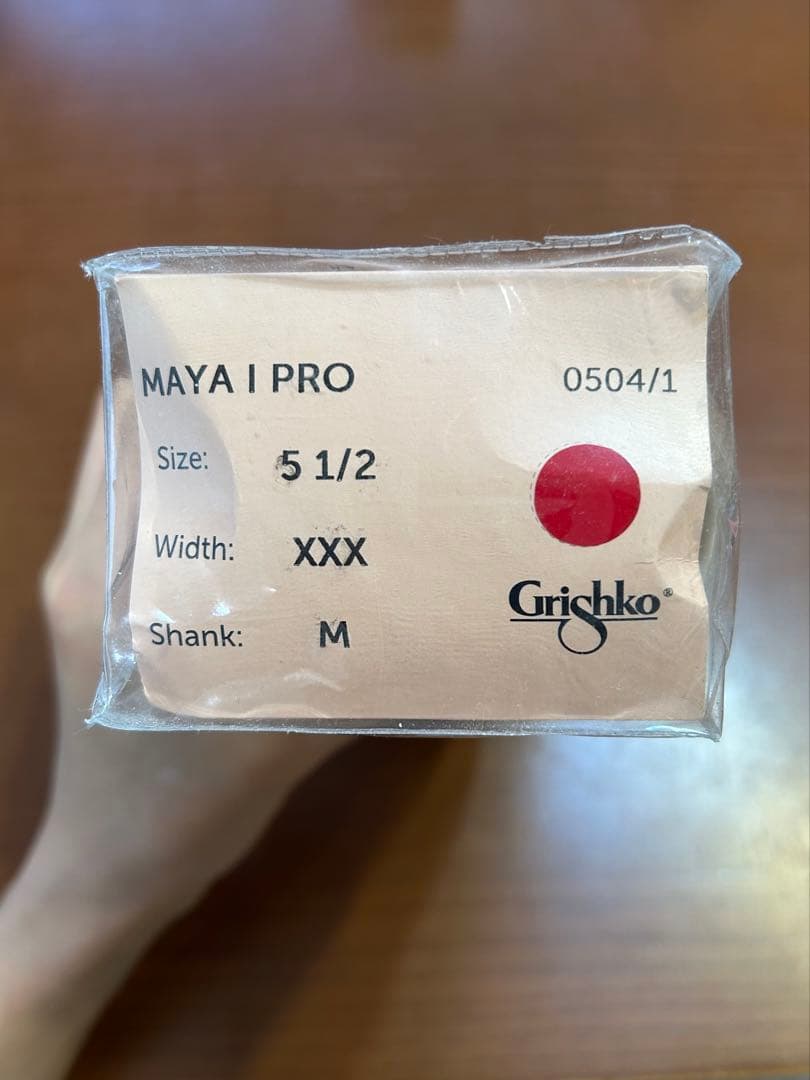 MAYA I PRO 0504/1
Size: 5 1/2
Width: XXX
Shank: M
Grishko®